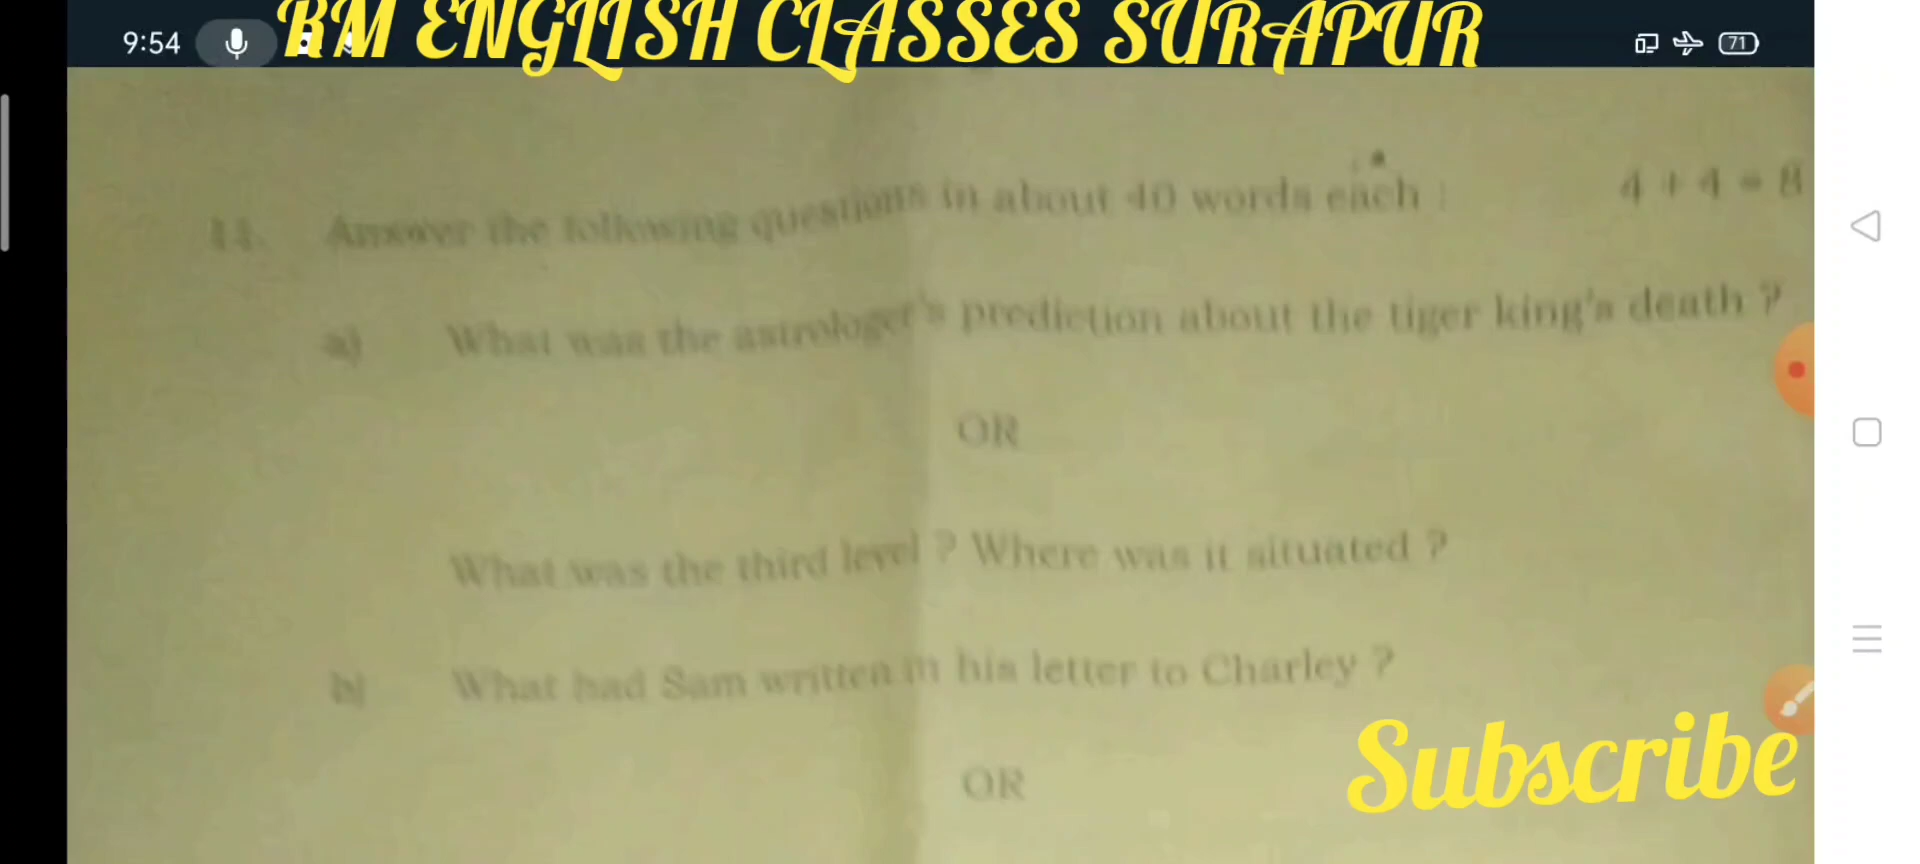 RM ENGLISH CLASSES SURAPUR
9:54
71
11. Answer the following questions in about 40 words each : 4 + 4 = 8
a) What was the astrologer's prediction about the tiger king's death ?
OR
What was the third level ? Where was it situated ?
b) What had Sam written in his letter to Charley ?
OR
Subscribe